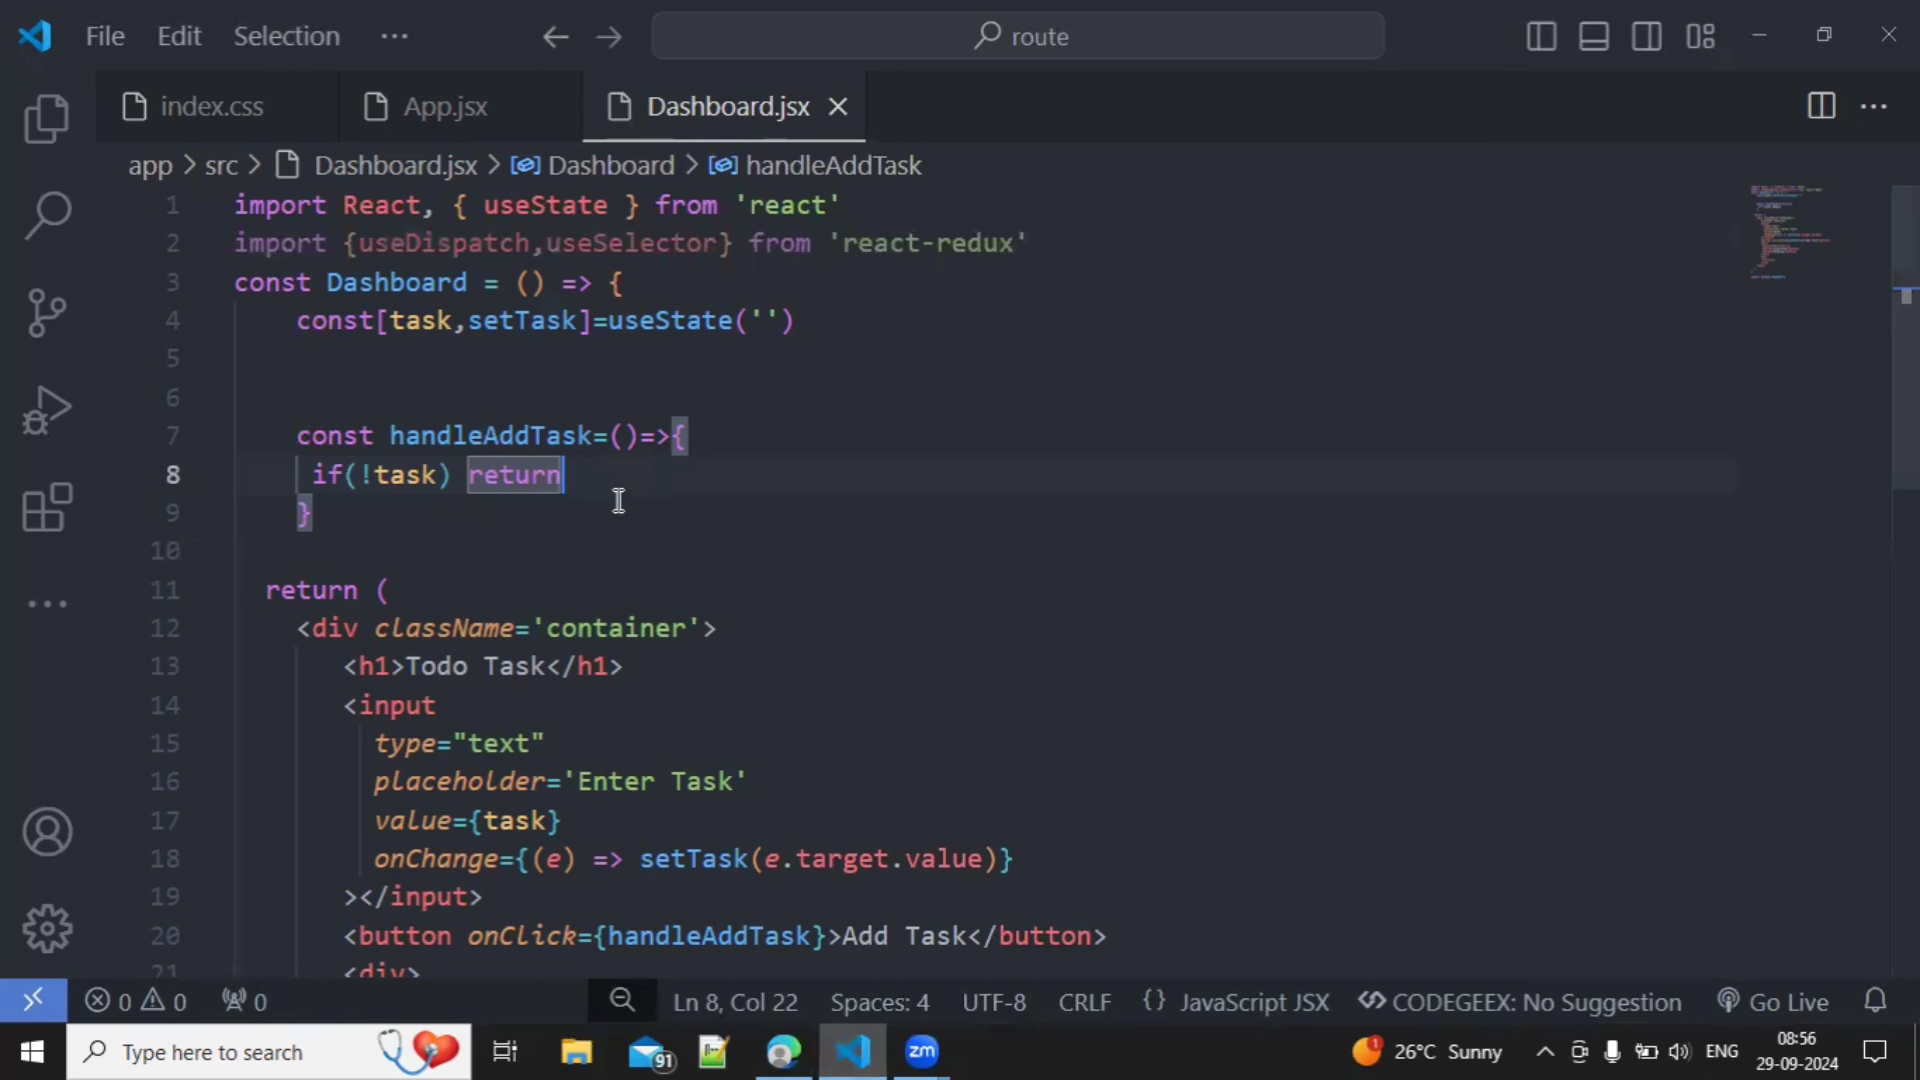 File Edit Selection ... route
index.css App.jsx Dashboard.jsx
app > src > Dashboard.jsx > Dashboard > handleAddTask
1 import React, { useState } from 'react'
2 import {useDispatch,useSelector} from 'react-redux'
3 const Dashboard = () => {
4 const[task,setTask]=useState('')
5
6
7 const handleAddTask=()=>{
8 if(!task) return
9 }
10
11 return (
12 <div className='container'>
13 <h1>Todo Task</h1>
14 <input
15 type="text"
16 placeholder='Enter Task'
17 value={task}
18 onChange={(e) => setTask(e.target.value)}
19 ></input>
20 <button onClick={handleAddTask}>Add Task</button>
21 <div>
0 0 0 Ln 8, Col 22 Spaces: 4 UTF-8 CRLF {} JavaScript JSX CODEGEEX: No Suggestion Go Live
Type here to search 91 zm 1 26°C Sunny ENG 08:56
29-09-2024